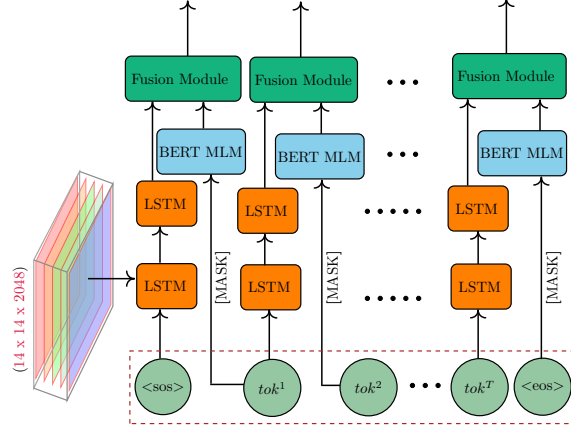 Fusion Module
Fusion Module
Fusion Module
BERT MLM
BERT MLM
BERT MLM
LSTM
LSTM
LSTM
[MASK]
[MASK]
[MASK]
LSTM
LSTM
LSTM
(14 x 14 x 2048)
<sos>
tok¹
tok²
tokᵀ
<eos>